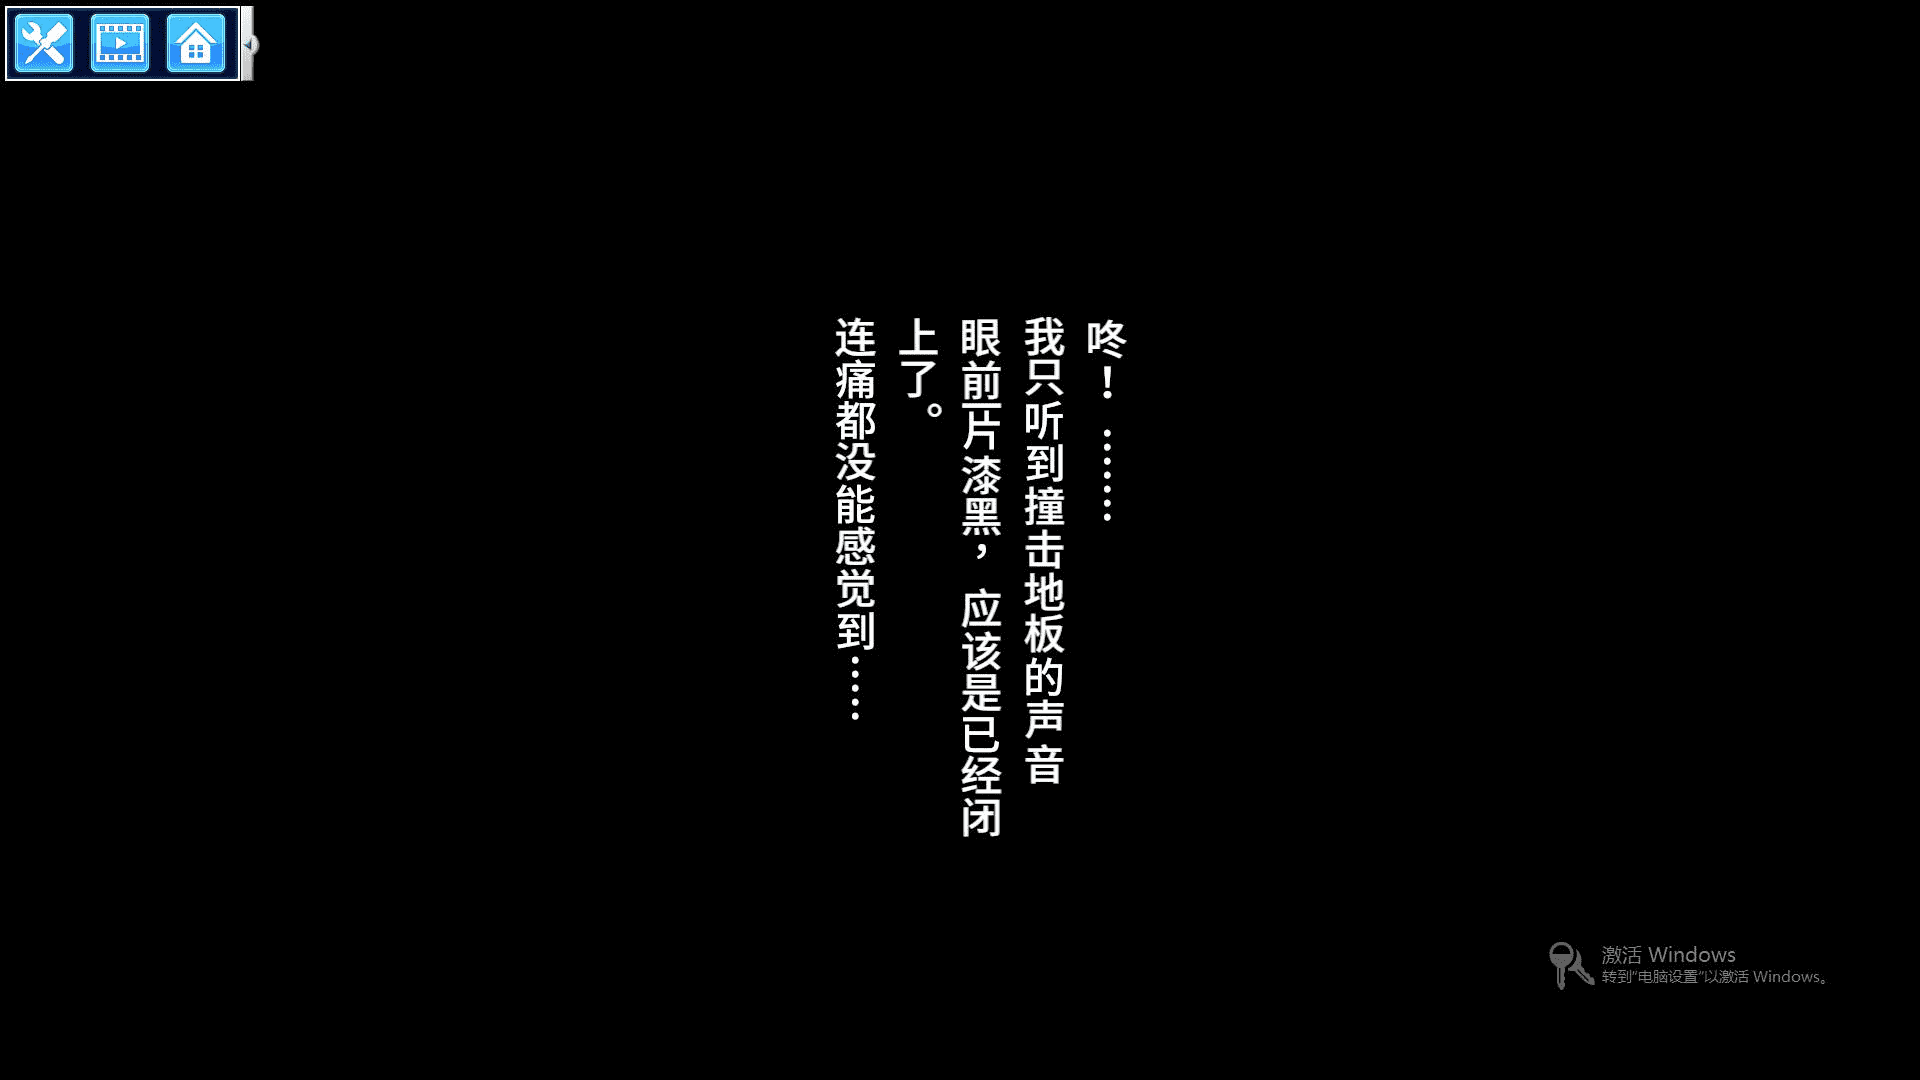 咚！………
我只听到撞击地板的声音
眼前一片漆黑，应该是已经闭
上了。
连痛都没能感觉到……
激活 Windows
转到“电脑设置”以激活 Windows。